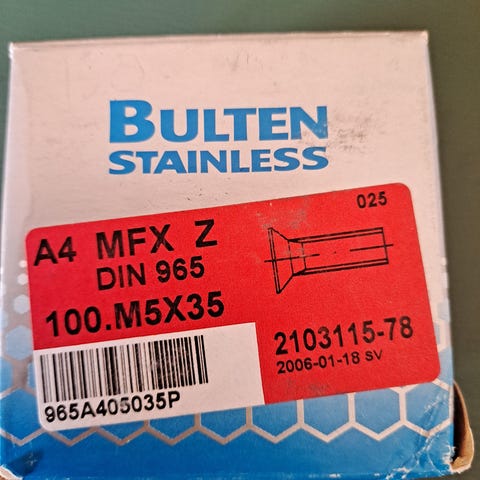 BULTEN
STAINLESS
025
A4 MFX Z
DIN 965
100.M5X35
2103115-78
2006-01-18 SV
965A405035P